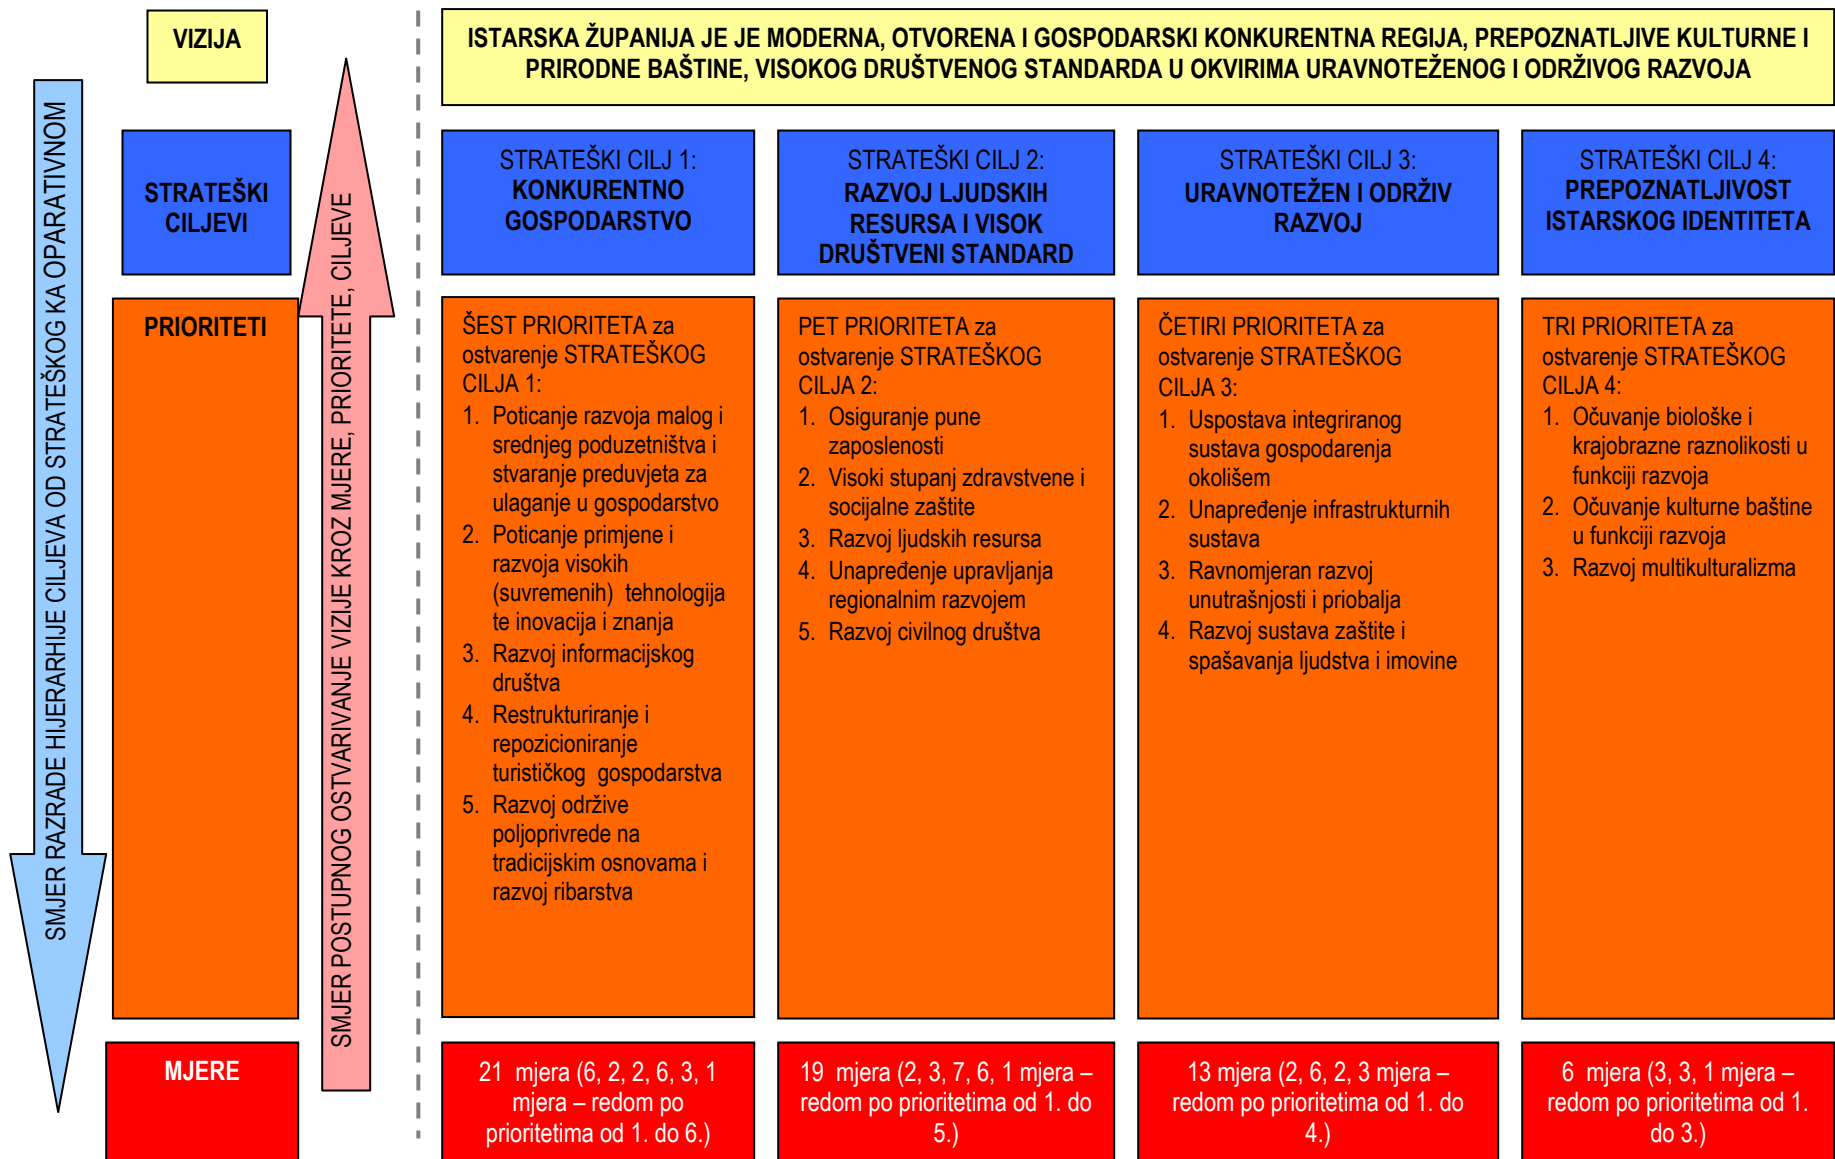 VIZIJA
ISTARSKA ŽUPANIJA JE JE MODERNA, OTVORENA I GOSPODARSKI KONKURENTNA REGIJA, PREPOZNATLJIVE KULTURNE I
PRIRODNE BAŠTINE, VISOKOG DRUŠTVENOG STANDARDA U OKVIRIMA URAVNOTEŽENOG I ODRŽIVOG RAZVOJA
SMJER RAZRADE HIJERARHIJE CILJEVA OD STRATEŠKOG KA OPARATIVNOM
SMJER POSTUPNOG OSTVARIVANJE VIZIJE KROZ MJERE, PRIORITETE, CILJEVE
STRATEŠKI
CILJEVI
STRATEŠKI CILJ 1:
KONKURENTNO
GOSPODARSTVO
STRATEŠKI CILJ 2:
RAZVOJ LJUDSKIH
RESURSA I VISOK
DRUŠTVENI STANDARD
STRATEŠKI CILJ 3:
URAVNOTEŽEN I ODRŽIV
RAZVOJ
STRATEŠKI CILJ 4:
PREPOZNATLJIVOST
ISTARSKOG IDENTITETA
PRIORITETI
ŠEST PRIORITETA za
ostvarenje STRATEŠKOG
CILJA 1:
1. Poticanje razvoja malog i
srednjeg poduzetništva i
stvaranje preduvjeta za
ulaganje u gospodarstvo
2. Poticanje primjene i
razvoja visokih
(suvremenih) tehnologija
te inovacija i znanja
3. Razvoj informacijskog
društva
4. Restrukturiranje i
repozicioniranje
turističkog gospodarstva
5. Razvoj održive
poljoprivrede na
tradicijskim osnovama i
razvoj ribarstva
PET PRIORITETA za
ostvarenje STRATEŠKOG
CILJA 2:
1. Osiguranje pune
zaposlenosti
2. Visoki stupanj zdravstvene i
socijalne zaštite
3. Razvoj ljudskih resursa
4. Unapređenje upravljanja
regionalnim razvojem
5. Razvoj civilnog društva
ČETIRI PRIORITETA za
ostvarenje STRATEŠKOG
CILJA 3:
1. Uspostava integriranog
sustava gospodarenja
okolišem
2. Unapređenje infrastrukturnih
sustava
3. Ravnomjeran razvoj
unutrašnjosti i priobalja
4. Razvoj sustava zaštite i
spašavanja ljudstva i imovine
TRI PRIORITETA za
ostvarenje STRATEŠKOG
CILJA 4:
1. Očuvanje biološke i
krajobrazne raznolikosti u
funkciji razvoja
2. Očuvanje kulturne baštine
u funkciji razvoja
3. Razvoj multikulturalizma
MJERE
21 mjera (6, 2, 2, 6, 3, 1
mjera – redom po
prioritetima od 1. do 6.)
19 mjera (2, 3, 7, 6, 1 mjera –
redom po prioritetima od 1. do
5.)
13 mjera (2, 6, 2, 3 mjera –
redom po prioritetima od 1. do
4.)
6 mjera (3, 3, 1 mjera –
redom po prioritetima od 1.
do 3.)